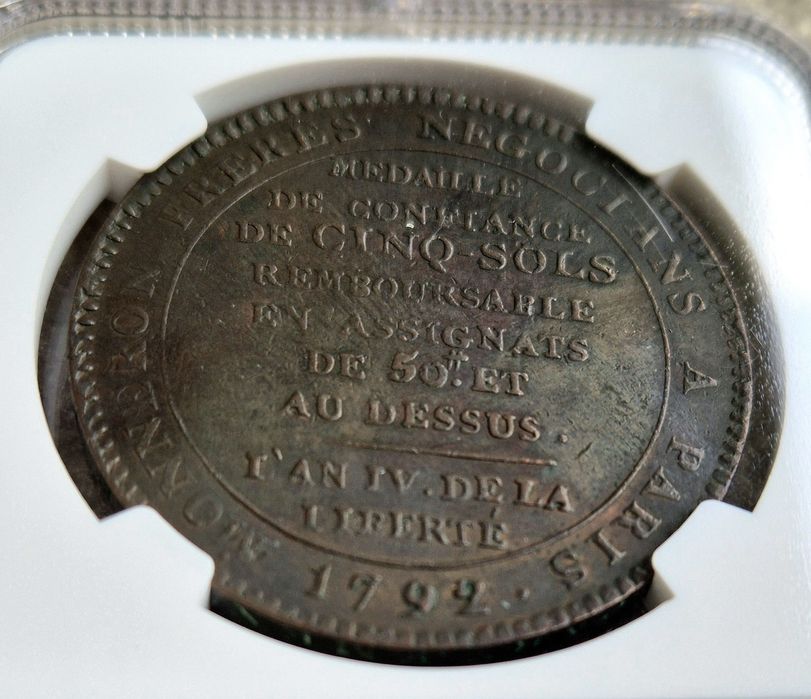 MONNERON FRERES NEGOCIANS A PARIS
1792.
MEDAILLE
DE CONFIANCE
DE CINQ-SOLS
REMBOURSABLE
EN ASSIGNATS
DE 50₶. ET
AU DESSUS.
L'AN IV. DE LA
LIBERTÉ